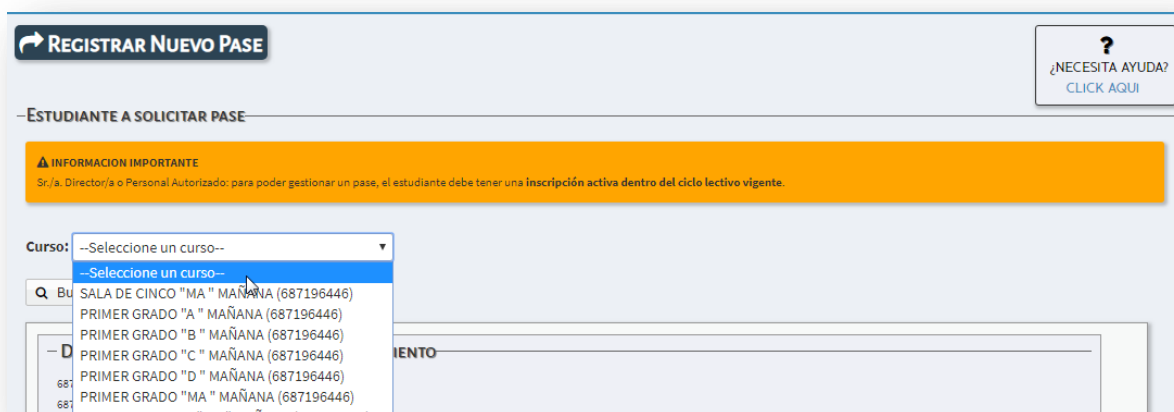 REGISTRAR NUEVO PASE
?
¿NECESITA AYUDA?
CLICK AQUI
ESTUDIANTE A SOLICITAR PASE
INFORMACION IMPORTANTE
Sr./a. Director/a o Personal Autorizado: para poder gestionar un pase, el estudiante debe tener una inscripción activa dentro del ciclo lectivo vigente.
Curso: --Seleccione un curso--
--Seleccione un curso--
SALA DE CINCO "MA " MAÑANA (687196446)
PRIMER GRADO "A " MAÑANA (687196446)
PRIMER GRADO "B " MAÑANA (687196446)
PRIMER GRADO "C " MAÑANA (687196446)
PRIMER GRADO "D " MAÑANA (687196446)
PRIMER GRADO "MA " MAÑANA (687196446)